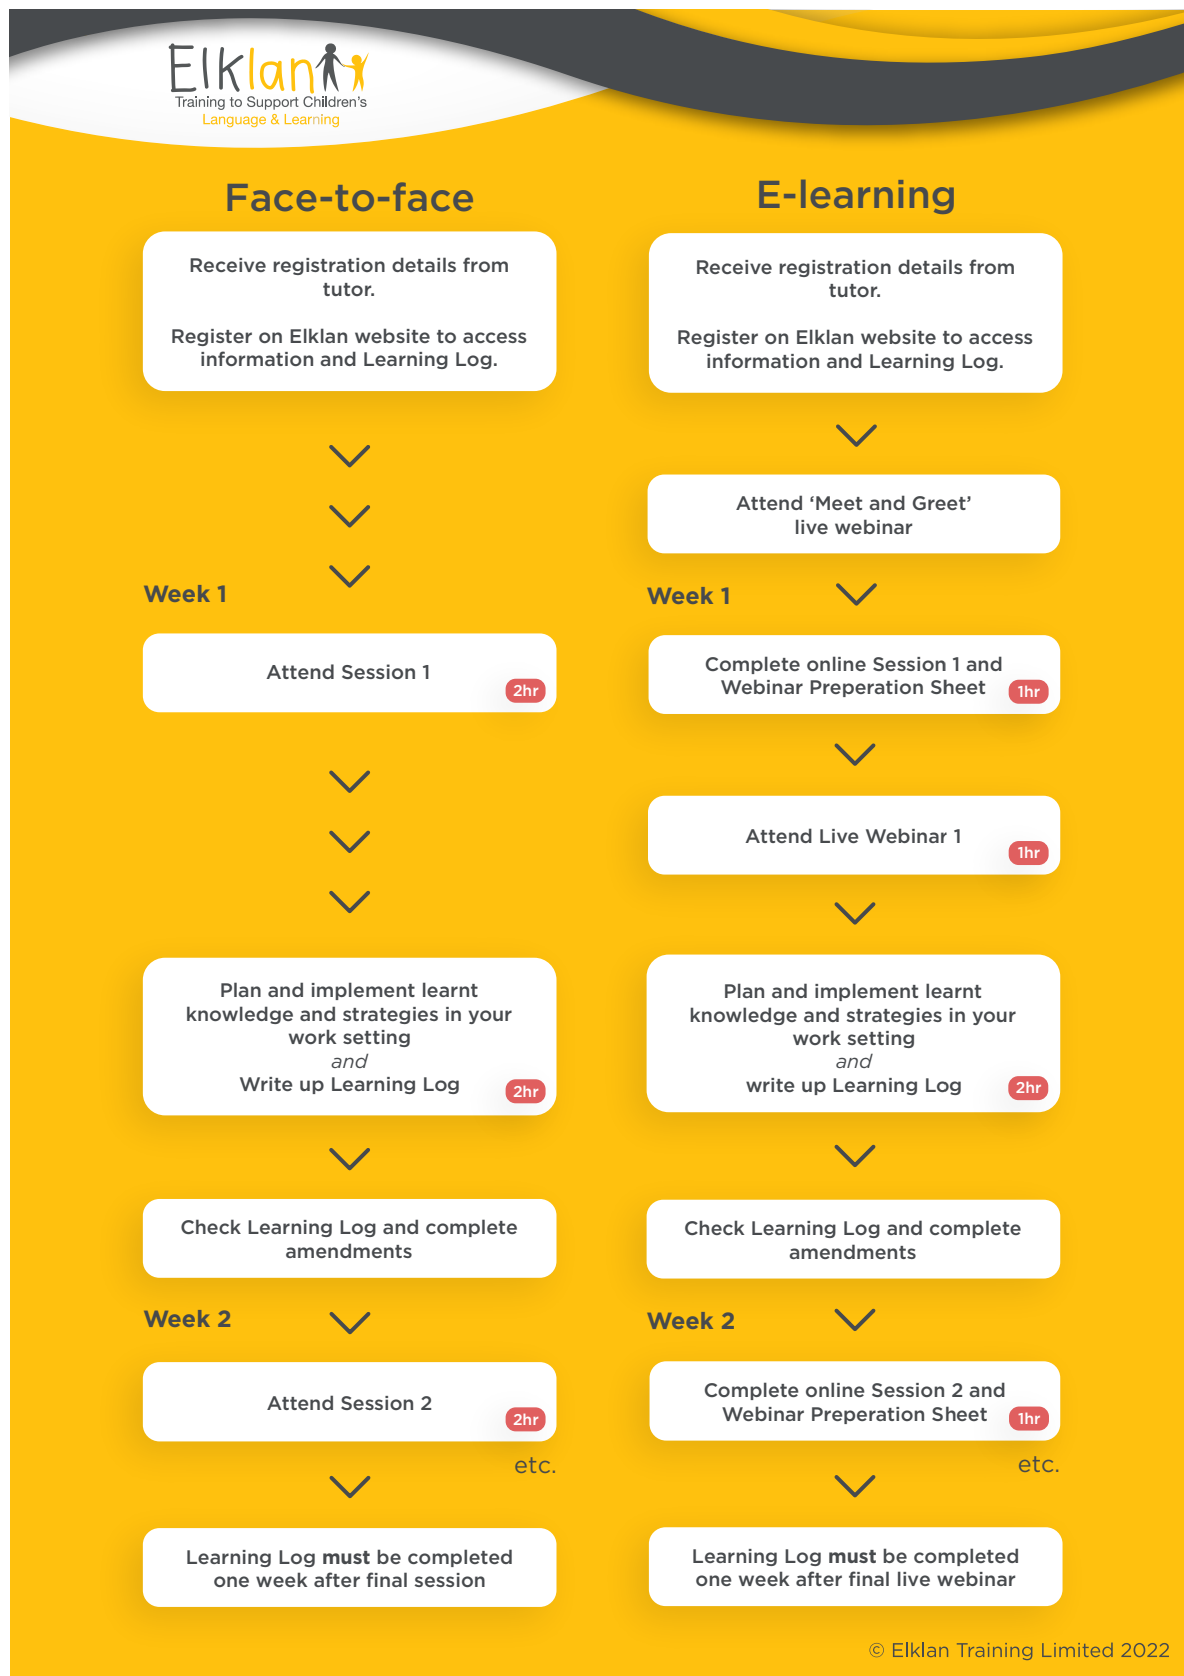 Elklan
Training to Support Children's
Language & Learning
Face-to-face
Receive registration details from
tutor.
Register on Elklan website to access
information and Learning Log.
Week 1
Attend Session 1
2hr
Plan and implement learnt
knowledge and strategies in your
work setting
and
Write up Learning Log
2hr
Check Learning Log and complete
amendments
Week 2
Attend Session 2
2hr
etc.
Learning Log must be completed
one week after final session
E-learning
Receive registration details from
tutor.
Register on Elklan website to access
information and Learning Log.
Attend ‘Meet and Greet’
live webinar
Week 1
Complete online Session 1 and
Webinar Preperation Sheet
1hr
Attend Live Webinar 1
1hr
Plan and implement learnt
knowledge and strategies in your
work setting
and
write up Learning Log
2hr
Check Learning Log and complete
amendments
Week 2
Complete online Session 2 and
Webinar Preperation Sheet
1hr
etc.
Learning Log must be completed
one week after final live webinar
© Elklan Training Limited 2022